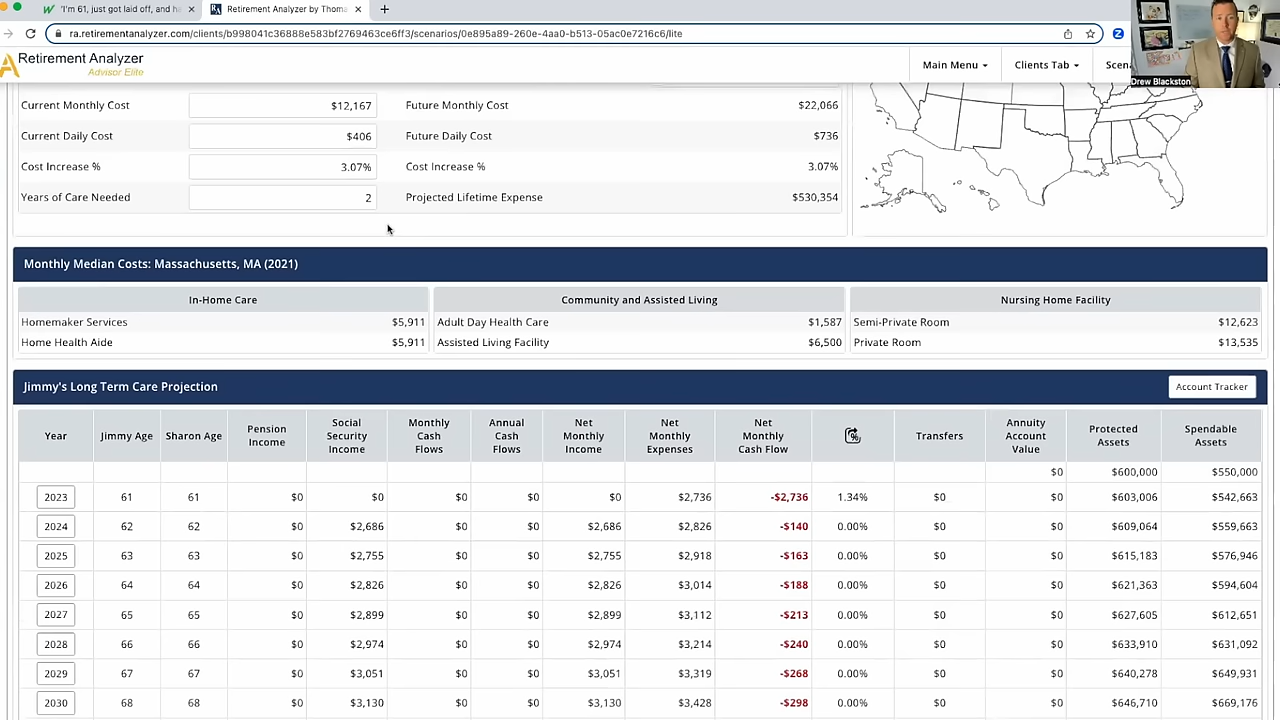 'I'm 61, just got laid off, and h
Retirement Analyzer by Thoma
ra.retirementanalyzer.com/clients/b998041c36888e583bf2769463ce6ff3/scenarios/0e895a89-260e-4aa0-b513-05ac0e7216c6/lite
Retirement Analyzer
Advisor Elite
Main Menu Clients Tab Scena
Drew Blackston
Current Monthly Cost $12,167 Future Monthly Cost $22,066
Current Daily Cost $406 Future Daily Cost $736
Cost Increase % 3.07% Cost Increase % 3.07%
Years of Care Needed 2 Projected Lifetime Expense $530,354
Monthly Median Costs: Massachusetts, MA (2021)
In-Home Care Community and Assisted Living Nursing Home Facility
Homemaker Services $5,911 Adult Day Health Care $1,587 Semi-Private Room $12,623
Home Health Aide $5,911 Assisted Living Facility $6,500 Private Room $13,535
Jimmy's Long Term Care Projection Account Tracker
Year Jimmy Age Sharon Age Pension Income Social Security Income Monthly Cash Flows Annual Cash Flows Net Monthly Income Net Monthly Expenses Net Monthly Cash Flow % Transfers Annuity Account Value Protected Assets Spendable Assets
$0 $600,000 $550,000
2023 61 61 $0 $0 $0 $0 $0 $2,736 -$2,736 1.34% $0 $0 $603,006 $542,663
2024 62 62 $0 $2,686 $0 $0 $2,686 $2,826 -$140 0.00% $0 $0 $609,064 $559,663
2025 63 63 $0 $2,755 $0 $0 $2,755 $2,918 -$163 0.00% $0 $0 $615,183 $576,946
2026 64 64 $0 $2,826 $0 $0 $2,826 $3,014 -$188 0.00% $0 $0 $621,363 $594,604
2027 65 65 $0 $2,899 $0 $0 $2,899 $3,112 -$213 0.00% $0 $0 $627,605 $612,651
2028 66 66 $0 $2,974 $0 $0 $2,974 $3,214 -$240 0.00% $0 $0 $633,910 $631,092
2029 67 67 $0 $3,051 $0 $0 $3,051 $3,319 -$268 0.00% $0 $0 $640,278 $649,931
2030 68 68 $0 $3,130 $0 $0 $3,130 $3,428 -$298 0.00% $0 $0 $646,710 $669,176